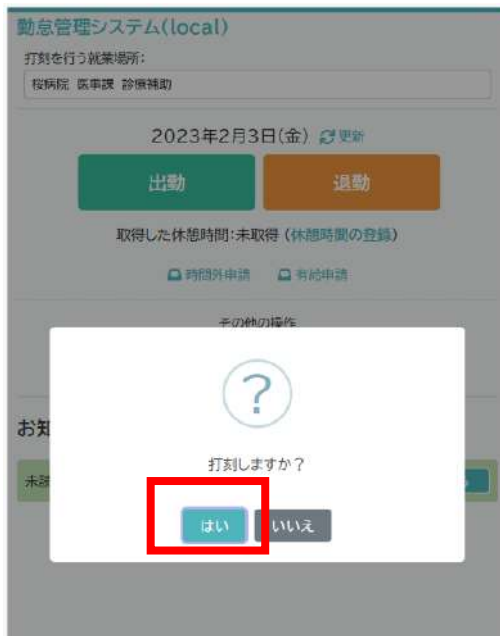 勤怠管理システム(local)
打刻を行う就業場所:
桜病院 医事課 診療補助)
2023年2月3日(金) 更新
出勤 退勤
取得した休憩時間:未取得 (休憩時間の登録)
時間外申請 有給申請
その他の操作
?
お知
打刻しますか?
未読
はい いいえ